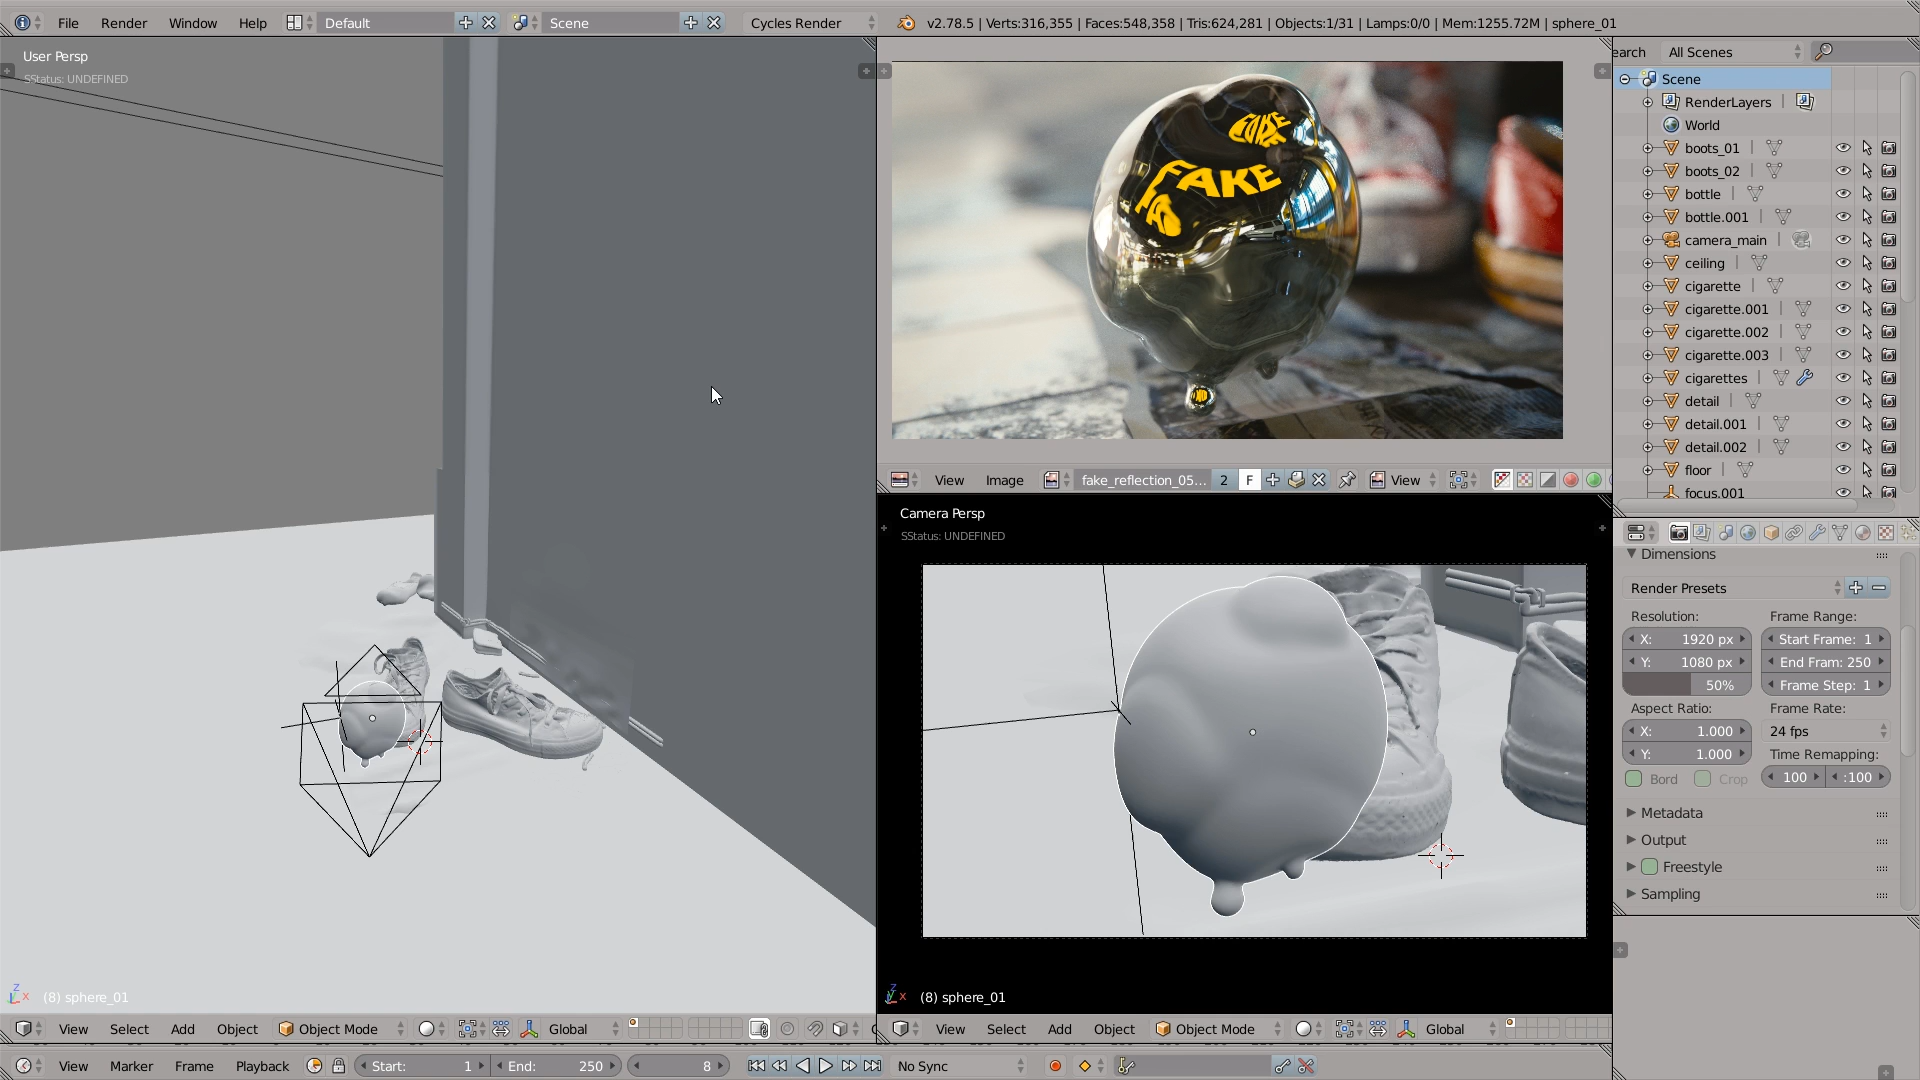 File Render Window Help Default Scene Cycles Render v2.78.5 | Verts:316,355 | Faces:548,358 | Tris:624,281 | Objects:1/31 | Lamps:0/0 | Mem:1255.72M | sphere_01
User Persp
SStatus: UNDEFINED
FAKE
FAKE
View Image fake_reflection_05... 2 F View
Camera Persp
SStatus: UNDEFINED
(8) sphere_01
(8) sphere_01
View Select Add Object Object Mode Global
View Select Add Object Object Mode Global
View Marker Frame Playback Start: 1 End: 250 8 No Sync
earch All Scenes
Scene
RenderLayers |
World
boots_01 |
boots_02 |
bottle |
bottle.001 |
camera_main |
ceiling |
cigarette |
cigarette.001 |
cigarette.002 |
cigarette.003 |
cigarettes |
detail |
detail.001 |
detail.002 |
floor |
focus.001
Dimensions
Render Presets
Resolution: Frame Range:
X: 1920 px Start Frame: 1
Y: 1080 px End Fram: 250
50% Frame Step: 1
Aspect Ratio: Frame Rate:
X: 1.000 24 fps
Y: 1.000 Time Remapping:
Bord Crop 100 :100
Metadata
Output
Freestyle
Sampling